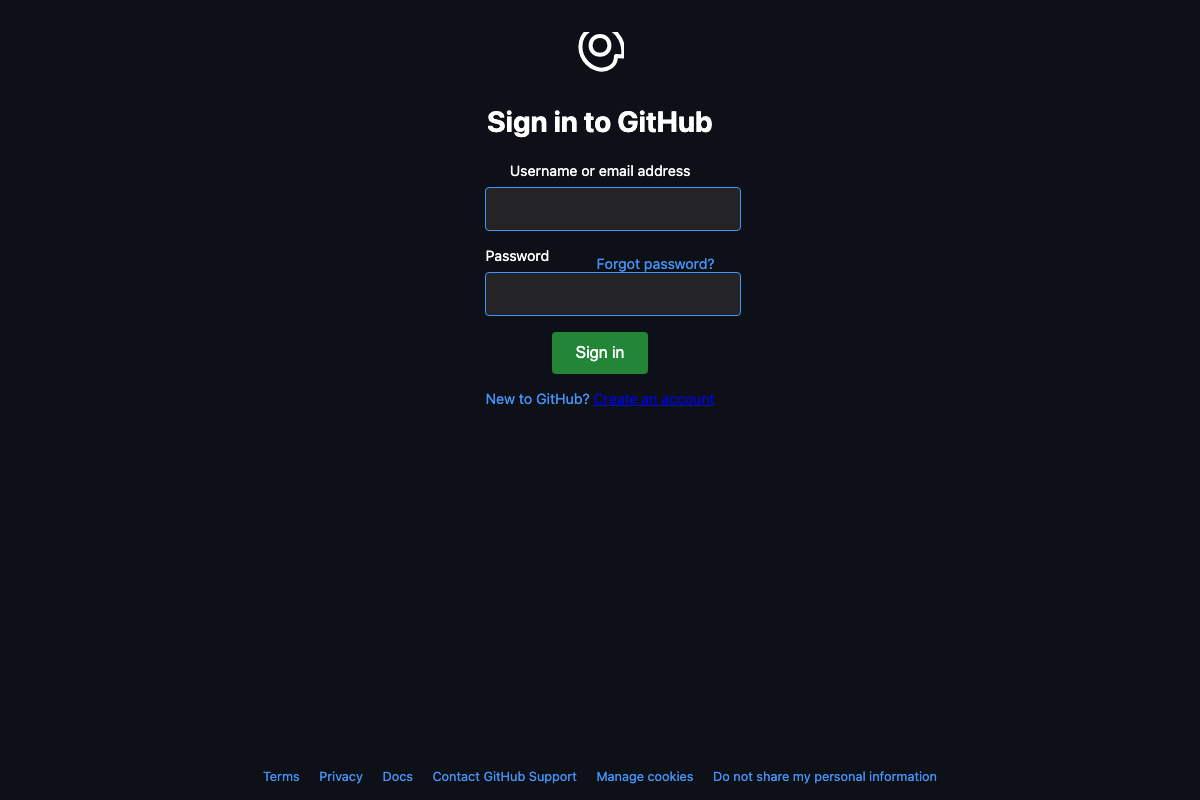 Sign in to GitHub
Username or email address
Password
Forgot password?
Sign in
New to GitHub? Create an account
Terms Privacy Docs Contact GitHub Support Manage cookies Do not share my personal information